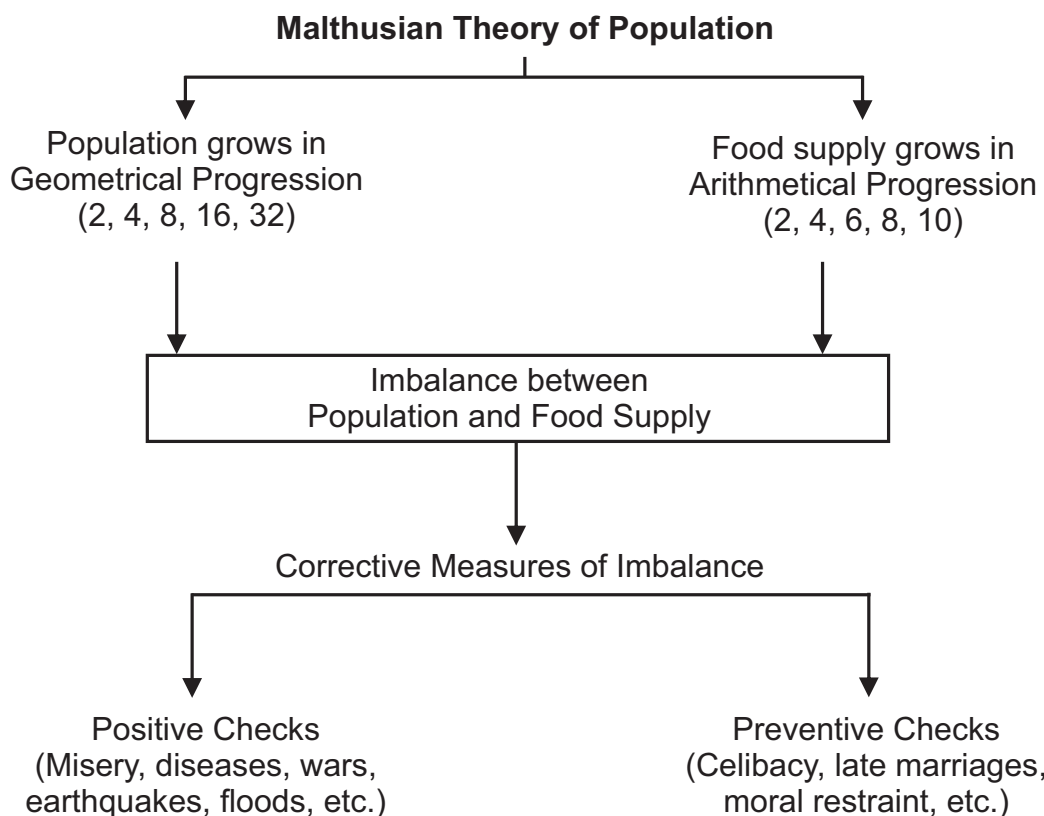 Malthusian Theory of Population
Population grows in
Geometrical Progression
(2, 4, 8, 16, 32)
Food supply grows in
Arithmetical Progression
(2, 4, 6, 8, 10)
Imbalance between
Population and Food Supply
Corrective Measures of Imbalance
Positive Checks
(Misery, diseases, wars,
earthquakes, floods, etc.)
Preventive Checks
(Celibacy, late marriages,
moral restraint, etc.)